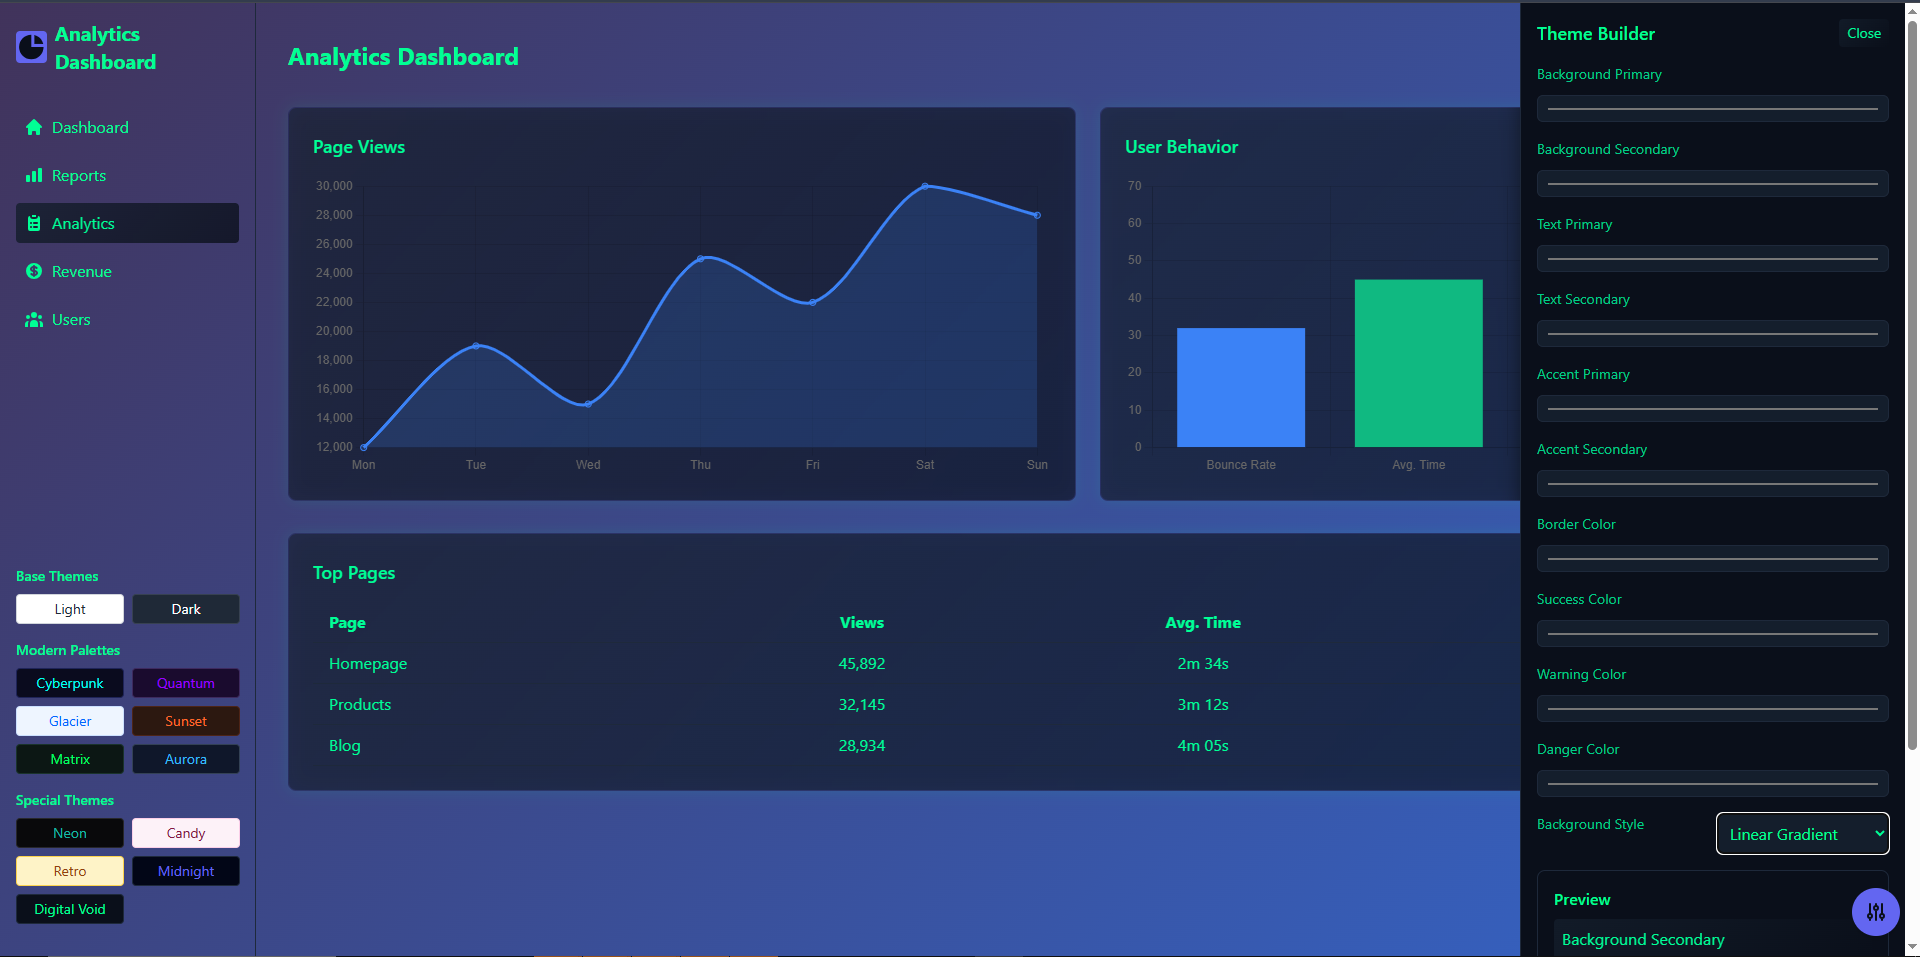 Analytics
Dashboard
Dashboard
Reports
Analytics
Revenue
Users
Base Themes
Light Dark
Modern Palettes
Cyberpunk Quantum
Glacier Sunset
Matrix Aurora
Special Themes
Neon Candy
Retro Midnight
Digital Void
Analytics Dashboard
Page Views
30,000
28,000
26,000
24,000
22,000
20,000
18,000
16,000
14,000
12,000
Mon Tue Wed Thu Fri Sat Sun
User Behavior
70
60
50
40
30
20
10
0
Bounce Rate Avg. Time
Top Pages
Page Views Avg. Time
Homepage 45,892 2m 34s
Products 32,145 3m 12s
Blog 28,934 4m 05s
Theme Builder Close
Background Primary
Background Secondary
Text Primary
Text Secondary
Accent Primary
Accent Secondary
Border Color
Success Color
Warning Color
Danger Color
Background Style Linear Gradient
Preview
Background Secondary